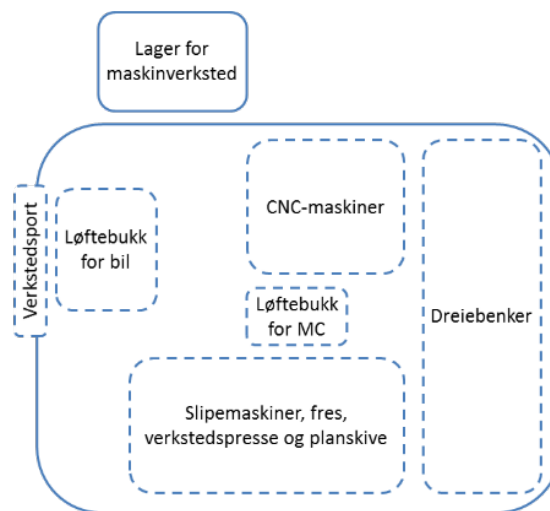 Lager for
maskinverksted
Verkstedsport
Løftebukk
for bil
CNC-maskiner
Løftebukk
for MC
Dreiebenker
Slipemaskiner, fres,
verkstedspresse og planskive